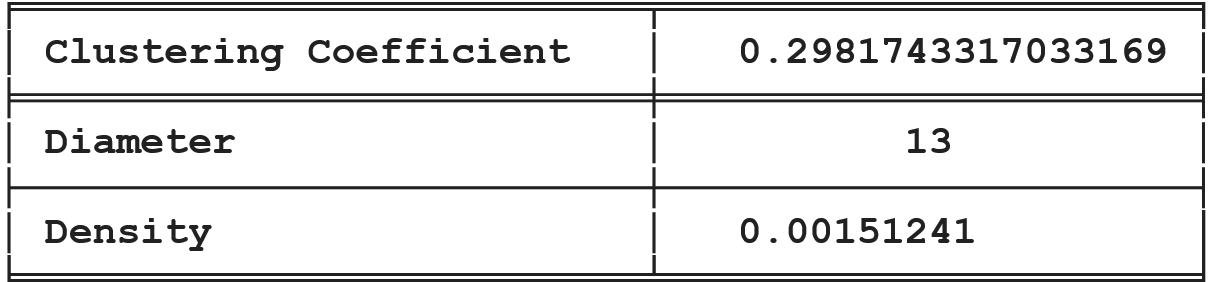 Clustering Coefficient 0.2981743317033169
Diameter 13
Density 0.00151241